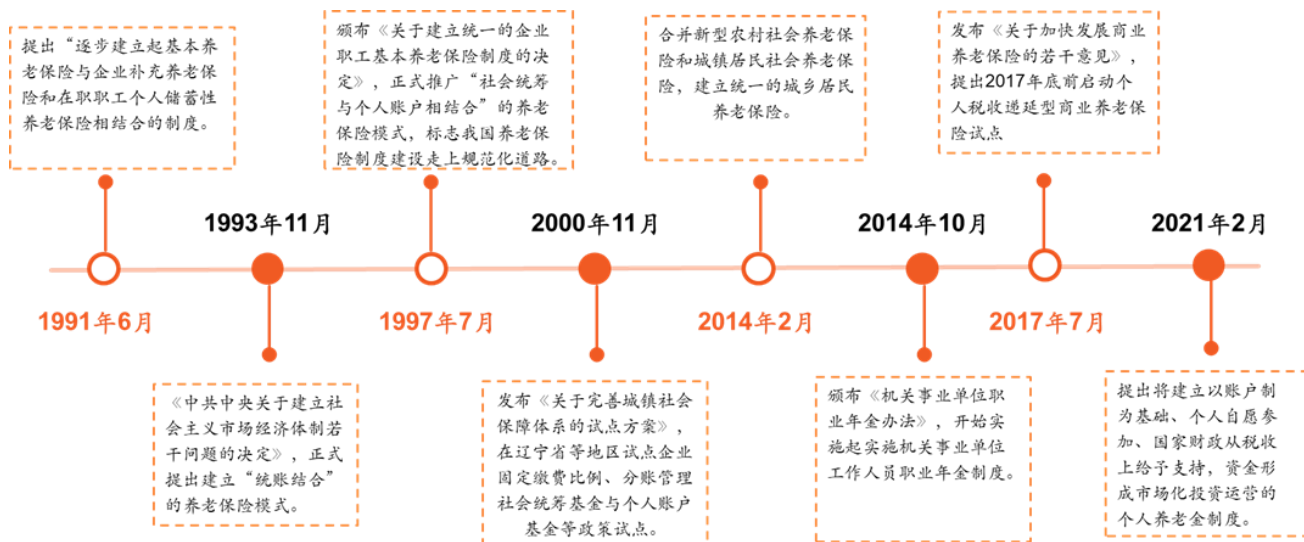 提出“逐步建立起基本养
老保险与企业补充养老保
险和在职职工个人储蓄性
养老保险相结合的制度。
颁布《关于建立统一的企业
职工基本养老保险制度的决
定》，正式推广“社会统筹
与个人账户相结合”的养老
保险模式，标志我国养老保
险制度建设走上规范化道路。
合并新型农村社会养老保
险和城镇居民社会养老保
险，建立统一的城乡居民
养老保险。
发布《关于加快发展商业
养老保险的若干意见》，
提出2017年底前启动个
人税收递延型商业养老保
险试点
1993年11月
2000年11月
2014年10月
2021年2月
1991年6月
1997年7月
2014年2月
2017年7月
《中共中央关于建立社
会主义市场经济体制若
干问题的决定》，正式
提出建立“统账结合”
的养老保险模式。
发布《关于完善城镇社会
保障体系的试点方案》，
在辽宁省等地区试点企业
固定缴费比例、分账管理
社会统筹基金与个人账户
基金等政策试点。
颁布《机关事业单位职
业年金办法》，开始实
施起实施机关事业单位
工作人员职业年金制度。
提出将建立以账户制
为基础、个人自愿参
加、国家财政从税收
上给予支持，资金形
成市场化投资运营的
个人养老金制度。